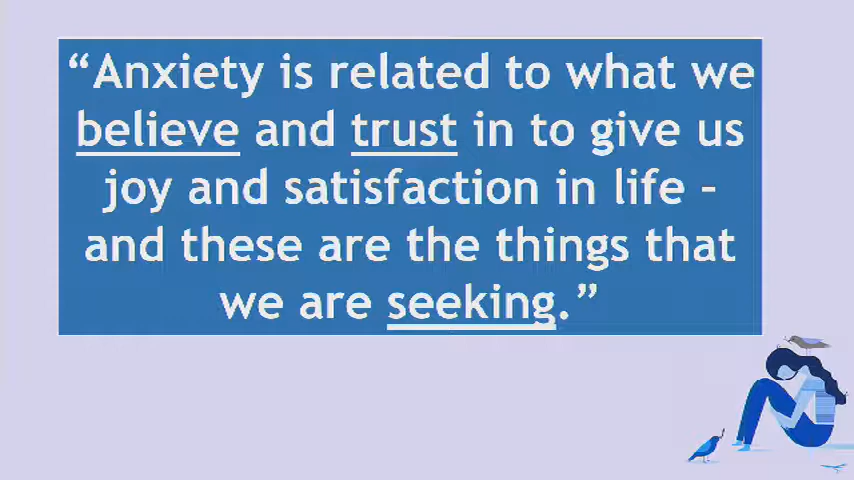 “Anxiety is related to what we
believe and trust in to give us
joy and satisfaction in life –
and these are the things that
we are seeking.”